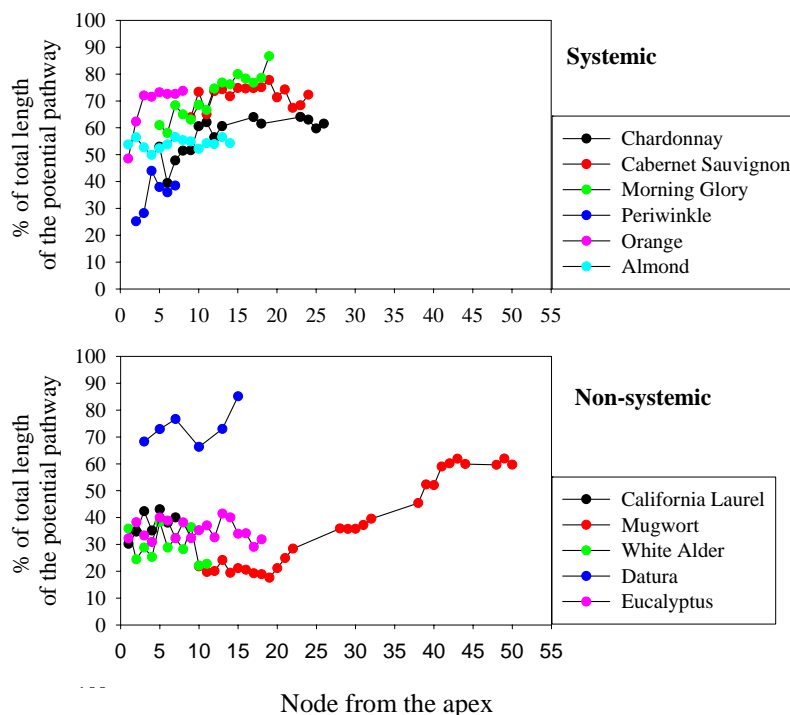 100
90
80
70
60
50
40
30
20
10
0
% of total length
of the potential pathway
0 5 10 15 20 25 30 35 40 45 50 55
Systemic
Chardonnay
Cabernet Sauvignon
Morning Glory
Periwinkle
Orange
Almond
100
90
80
70
60
50
40
30
20
10
0
% of total length
of the potential pathway
0 5 10 15 20 25 30 35 40 45 50 55
Non-systemic
California Laurel
Mugwort
White Alder
Datura
Eucalyptus
Node from the apex